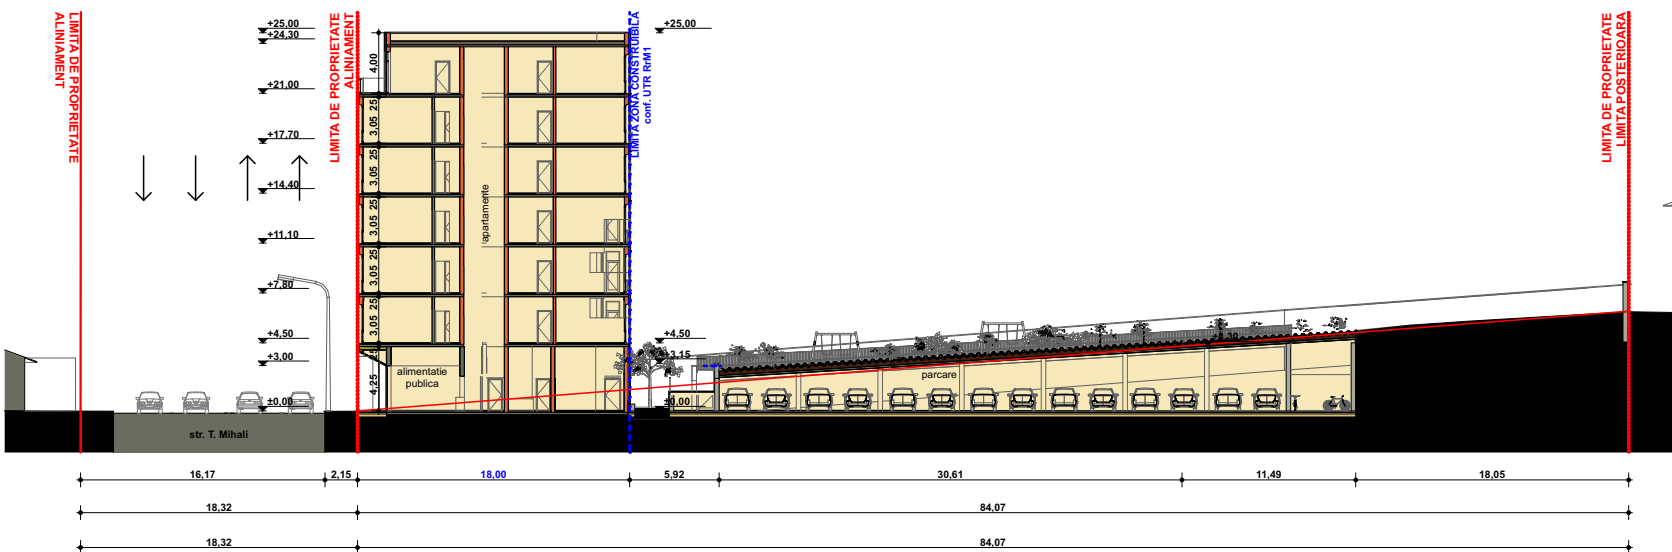 LIMITA DE PROPRIETATE
ALINIAMENT
+25,00
+24,30
+21,00
+17,70
+14,40
+11,10
+7,80
+4,50
+3,00
±0,00
LIMITA DE PROPRIETATE
ALINIAMENT
4,00
25
3,05
25
3,05
25
3,05
25
3,05
25
3,05
4,25
apartamente
alimentatie
publica
LIMITA ZONA CONSTRUIBILA
conf. UTR RrM1
+25,00
+4,50
+3,15
±0,00
parcare
LIMITA DE PROPRIETATE
LIMITA POSTERIOARA
str. T. Mihali
16,17
2,15
18,00
5,92
30,61
11,49
18,05
18,32
84,07
18,32
84,07